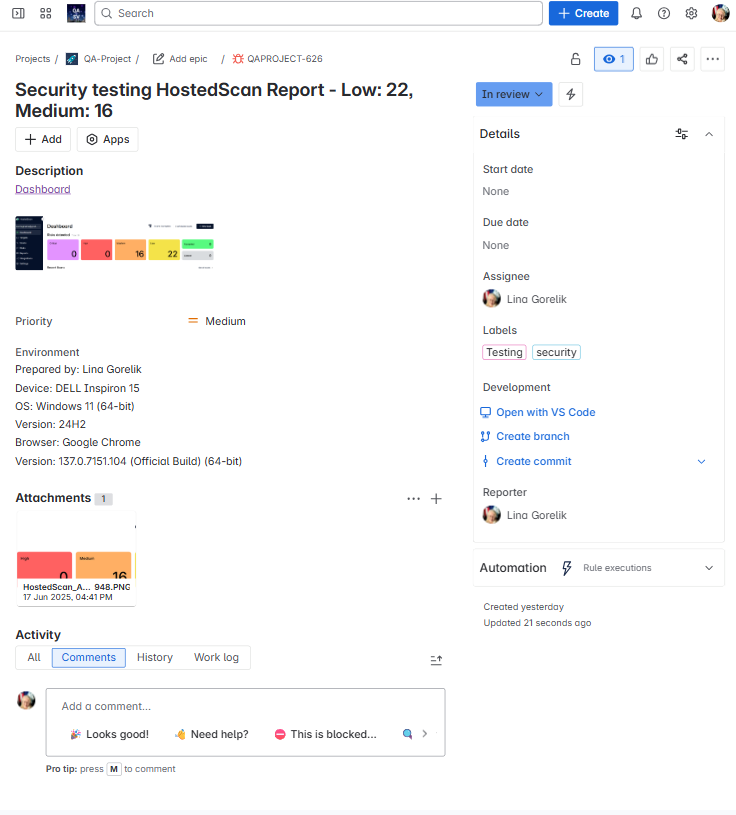 Search
Create
Projects / QA-Project / Add epic / QAPROJECT-626
1
Security testing HostedScan Report - Low: 22,
Medium: 16
Add
Apps
Description
Dashboard
Dashboard
0
0
16
22
Priority
Medium
Environment
Prepared by: Lina Gorelik
Device: DELL Inspiron 15
OS: Windows 11 (64-bit)
Version: 24H2
Browser: Google Chrome
Version: 137.0.7151.104 (Official Build) (64-bit)
Attachments 1
High
Medium
0
16
HostedScan_A... 948.PNG
17 Jun 2025, 04:41 PM
Activity
All
Comments
History
Work log
Add a comment...
Looks good!
Need help?
This is blocked...
Pro tip: press M to comment
In review
Details
Start date
None
Due date
None
Assignee
Lina Gorelik
Labels
Testing
security
Development
Open with VS Code
Create branch
Create commit
Reporter
Lina Gorelik
Automation
Rule executions
Created yesterday
Updated 21 seconds ago